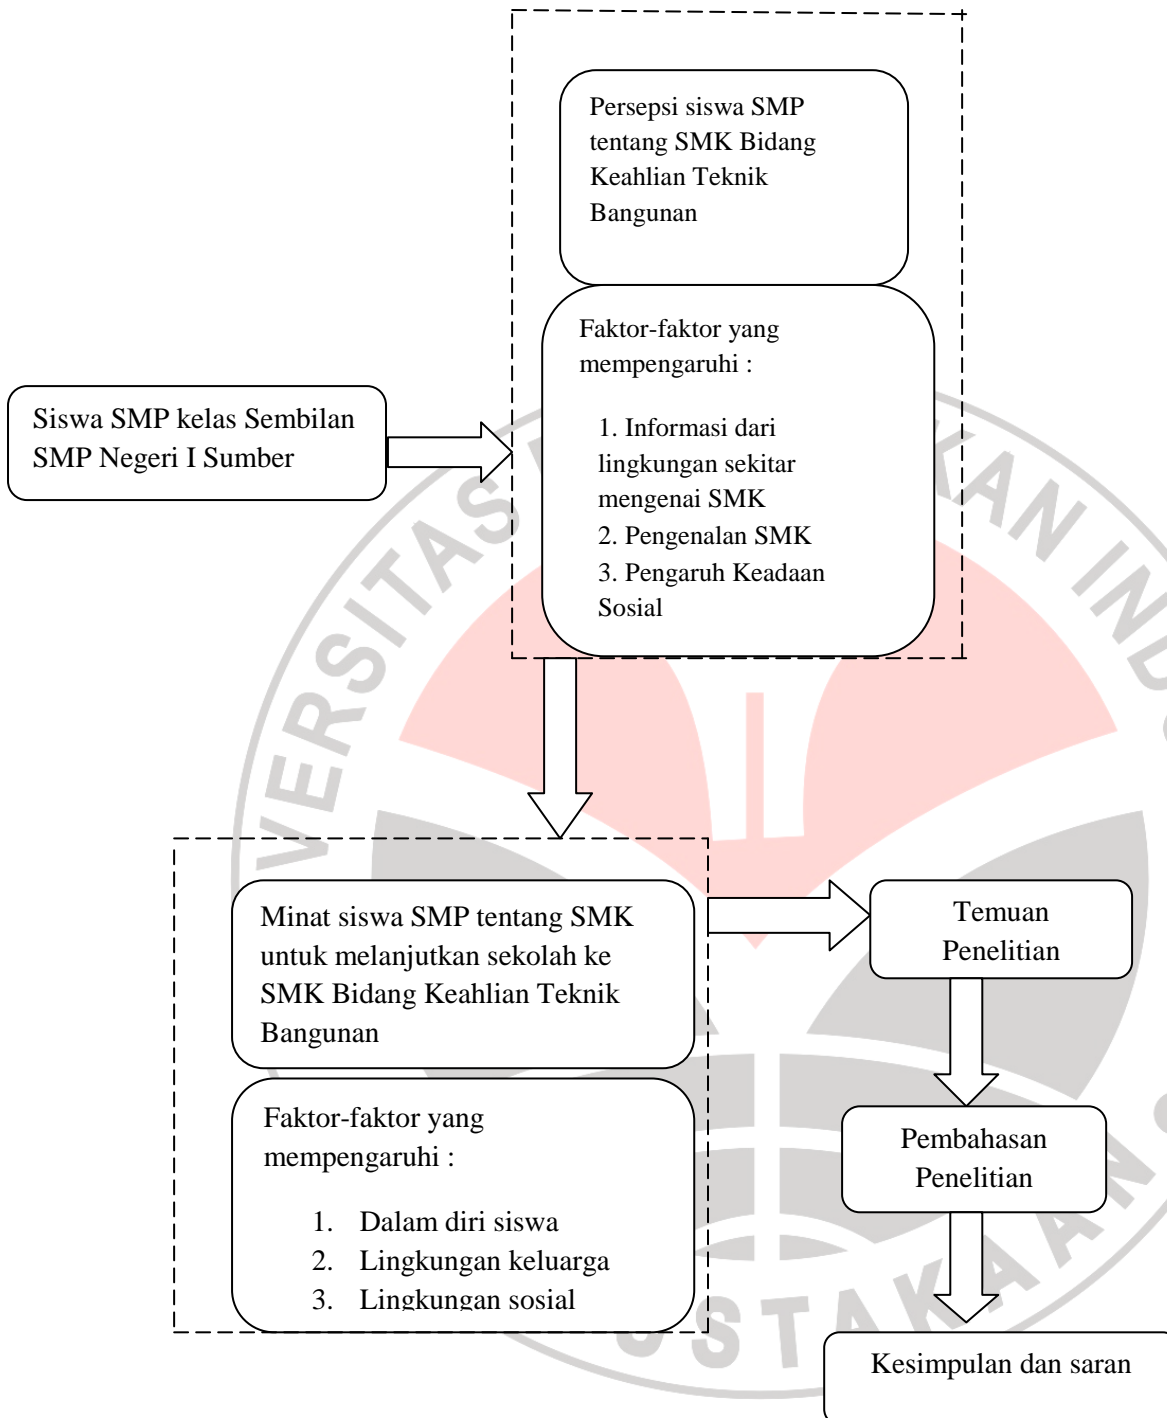 Persepsi siswa SMP
tentang SMK Bidang
Keahlian Teknik
Bangunan
Faktor-faktor yang
mempengaruhi :
1. Informasi dari
lingkungan sekitar
mengenai SMK
2. Pengenalan SMK
3. Pengaruh Keadaan
Sosial
Siswa SMP kelas Sembilan
SMP Negeri I Sumber
Minat siswa SMP tentang SMK
untuk melanjutkan sekolah ke
SMK Bidang Keahlian Teknik
Bangunan
Faktor-faktor yang
mempengaruhi :
1. Dalam diri siswa
2. Lingkungan keluarga
3. Lingkungan sosial
Temuan
Penelitian
Pembahasan
Penelitian
Kesimpulan dan saran